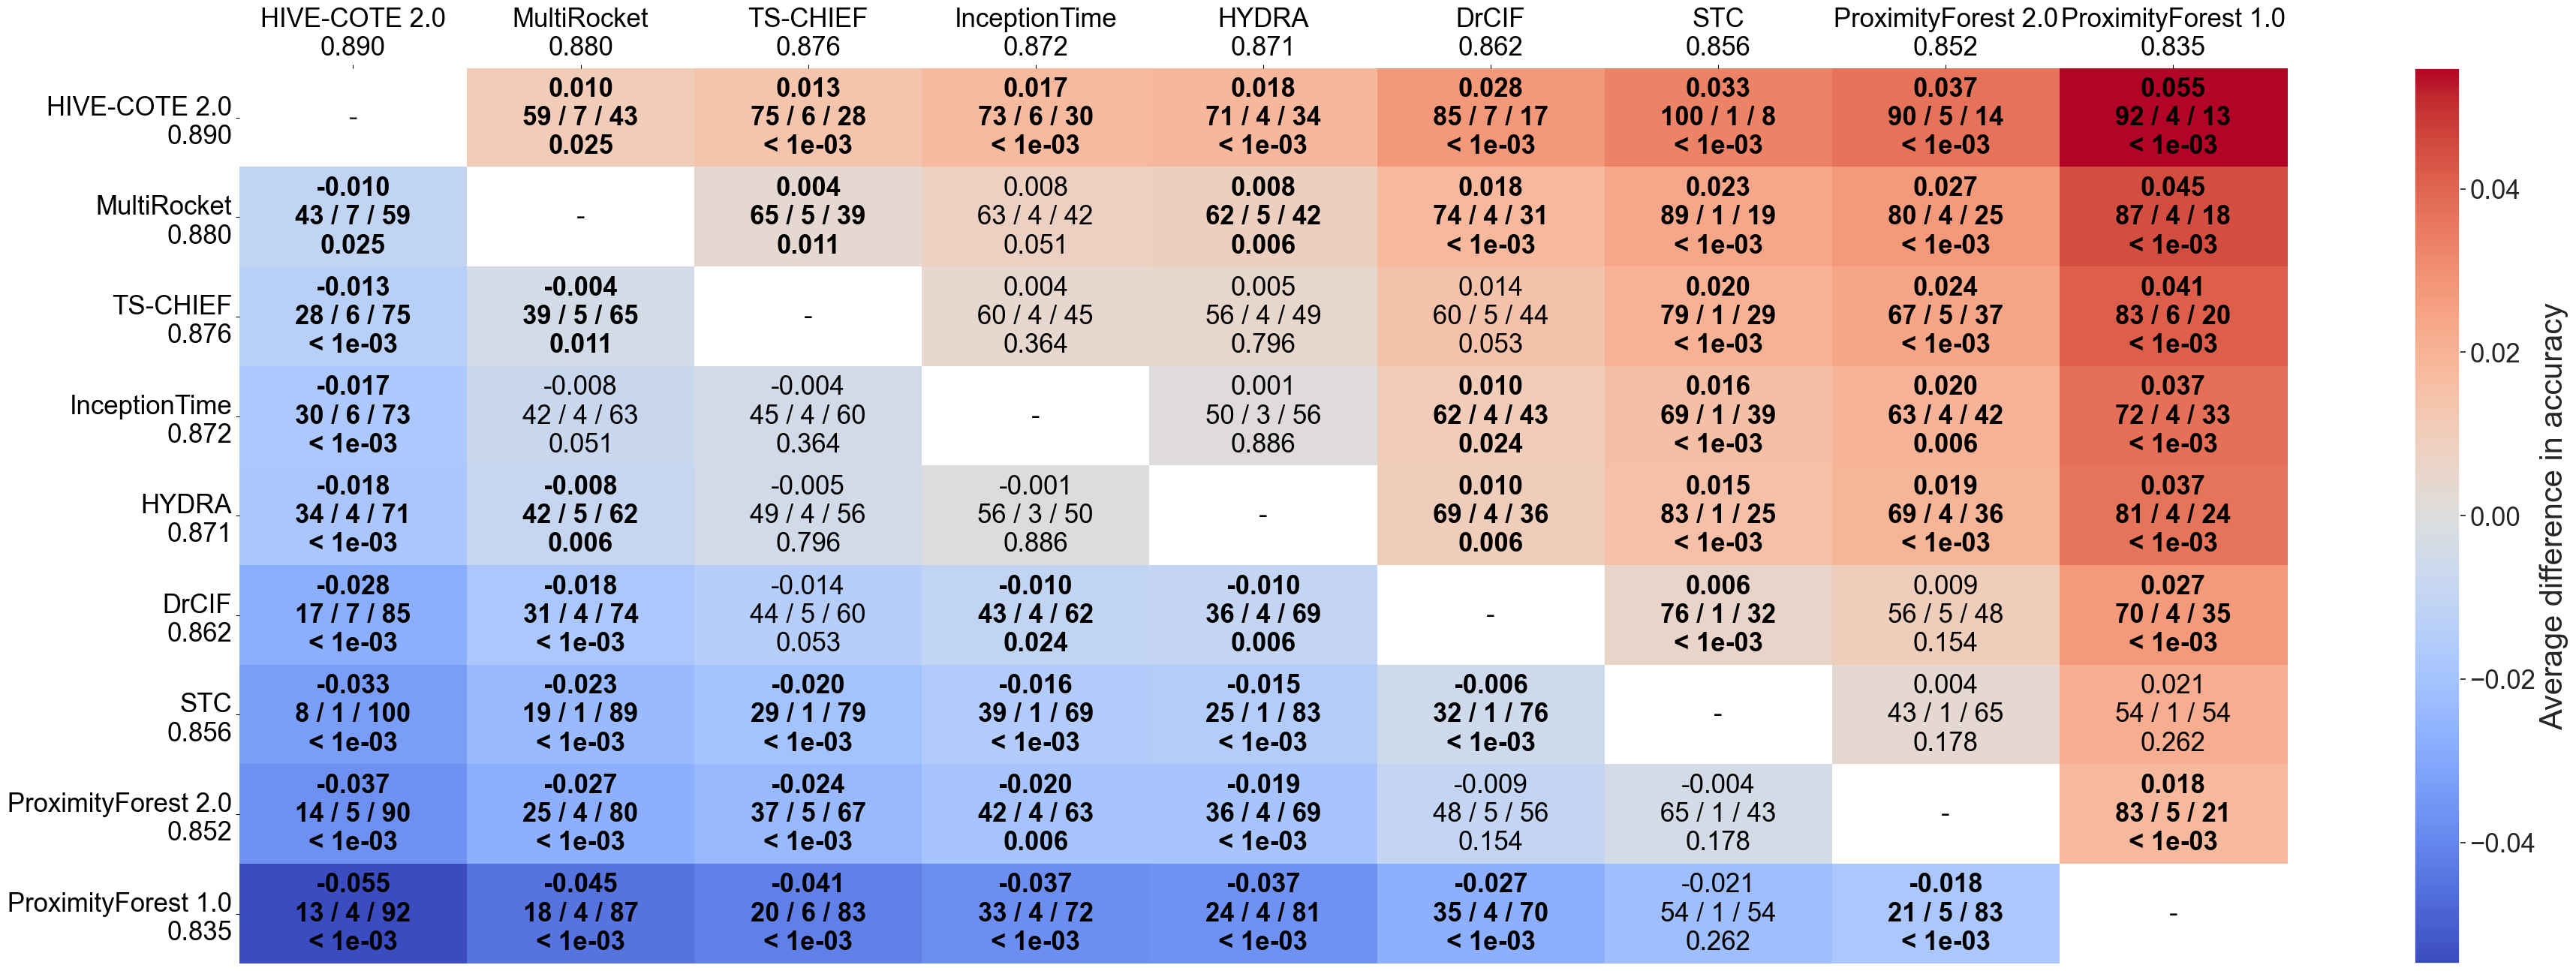 HIVE-COTE 2.0 MultiRocket TS-CHIEF InceptionTime HYDRA DrCIF STC ProximityForest 2.0 ProximityForest 1.0
0.890 0.880 0.876 0.872 0.871 0.862 0.856 0.852 0.835
0.010 0.013 0.017 0.018 0.028 0.033 0.037 0.055
HIVE-COTE 2.0 - 59 / 7 / 43 75 / 6 / 28 73 / 6 / 30 71 / 4 / 34 85 / 7 / 17 100 / 1 / 8 90 / 5 / 14 92 / 4 / 13
0.890 0.025 < 1e-03 < 1e-03 < 1e-03 < 1e-03 < 1e-03 < 1e-03 < 1e-03
-0.010 0.004 0.008 0.008 0.018 0.023 0.027 0.045
MultiRocket 43 / 7 / 59 - 65 / 5 / 39 63 / 4 / 42 62 / 5 / 42 74 / 4 / 31 89 / 1 / 19 80 / 4 / 25 87 / 4 / 18
0.880 0.025 0.011 0.051 0.006 < 1e-03 < 1e-03 < 1e-03 < 1e-03
-0.013 -0.004 0.004 0.005 0.014 0.020 0.024 0.041
TS-CHIEF 28 / 6 / 75 39 / 5 / 65 - 60 / 4 / 45 56 / 4 / 49 60 / 5 / 44 79 / 1 / 29 67 / 5 / 37 83 / 6 / 20
0.876 < 1e-03 0.011 0.364 0.796 0.053 < 1e-03 < 1e-03 < 1e-03
-0.017 -0.008 -0.004 0.001 0.010 0.016 0.020 0.037
InceptionTime 30 / 6 / 73 42 / 4 / 63 45 / 4 / 60 - 50 / 3 / 56 62 / 4 / 43 69 / 1 / 39 63 / 4 / 42 72 / 4 / 33
0.872 < 1e-03 0.051 0.364 0.886 0.024 < 1e-03 0.006 < 1e-03
-0.018 -0.008 -0.005 -0.001 0.010 0.015 0.019 0.037
HYDRA 34 / 4 / 71 42 / 5 / 62 49 / 4 / 56 56 / 3 / 50 - 69 / 4 / 36 83 / 1 / 25 69 / 4 / 36 81 / 4 / 24
0.871 < 1e-03 0.006 0.796 0.886 0.006 < 1e-03 < 1e-03 < 1e-03
-0.028 -0.018 -0.014 -0.010 -0.010 0.006 0.009 0.027
DrCIF 17 / 7 / 85 31 / 4 / 74 44 / 5 / 60 43 / 4 / 62 36 / 4 / 69 - 76 / 1 / 32 56 / 5 / 48 70 / 4 / 35
0.862 < 1e-03 < 1e-03 0.053 0.024 0.006 < 1e-03 0.154 < 1e-03
-0.033 -0.023 -0.020 -0.016 -0.015 -0.006 0.004 0.021
STC 8 / 1 / 100 19 / 1 / 89 29 / 1 / 79 39 / 1 / 69 25 / 1 / 83 32 / 1 / 76 - 43 / 1 / 65 54 / 1 / 54
0.856 < 1e-03 < 1e-03 < 1e-03 < 1e-03 < 1e-03 < 1e-03 0.178 0.262
-0.037 -0.027 -0.024 -0.020 -0.019 -0.009 -0.004 0.018
ProximityForest 2.0 14 / 5 / 90 25 / 4 / 80 37 / 5 / 67 42 / 4 / 63 36 / 4 / 69 48 / 5 / 56 65 / 1 / 43 - 83 / 5 / 21
0.852 < 1e-03 < 1e-03 < 1e-03 0.006 < 1e-03 0.154 0.178 < 1e-03
-0.055 -0.045 -0.041 -0.037 -0.037 -0.027 -0.021 -0.018
ProximityForest 1.0 13 / 4 / 92 18 / 4 / 87 20 / 6 / 83 33 / 4 / 72 24 / 4 / 81 35 / 4 / 70 54 / 1 / 54 21 / 5 / 83 -
0.835 < 1e-03 < 1e-03 < 1e-03 < 1e-03 < 1e-03 < 1e-03 0.262 < 1e-03
0.04
0.02
0.00
−0.02
−0.04
Average difference in accuracy